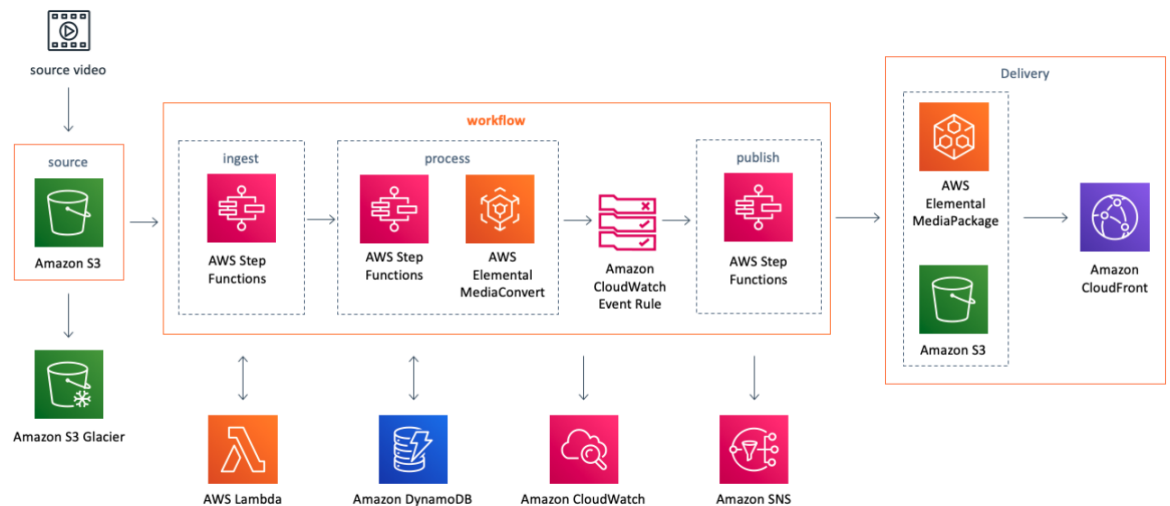 source video
source
Amazon S3
Amazon S3 Glacier
workflow
ingest
AWS Step
Functions
process
AWS Step
Functions
AWS
Elemental
MediaConvert
Amazon
CloudWatch
Event Rule
publish
AWS Step
Functions
AWS Lambda
Amazon DynamoDB
Amazon CloudWatch
Amazon SNS
Delivery
AWS
Elemental
MediaPackage
Amazon S3
Amazon
CloudFront